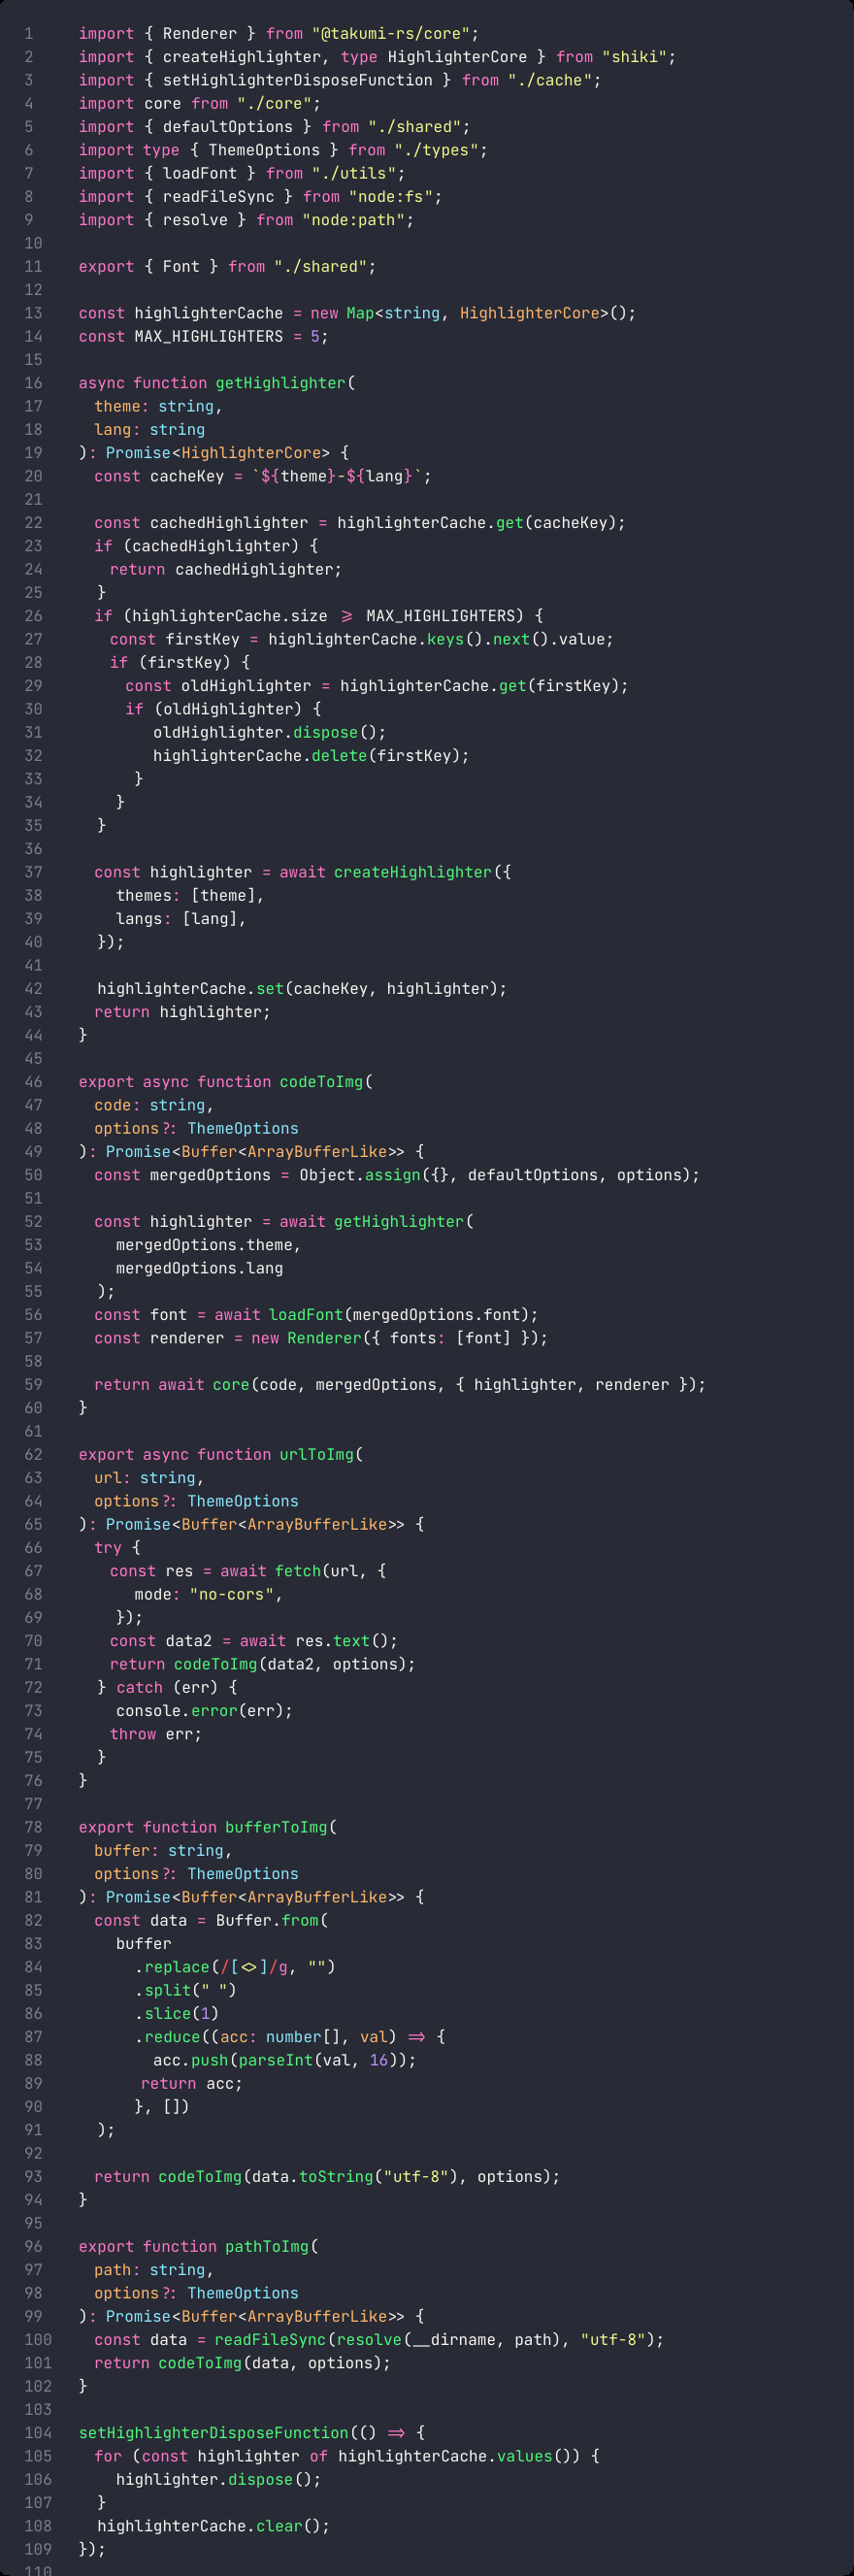 1 import { Renderer } from "@takumi-rs/core";
2 import { createHighlighter, type HighlighterCore } from "shiki";
3 import { setHighlighterDisposeFunction } from "./cache";
4 import core from "./core";
5 import { defaultOptions } from "./shared";
6 import type { ThemeOptions } from "./types";
7 import { loadFont } from "./utils";
8 import { readFileSync } from "node:fs";
9 import { resolve } from "node:path";
10
11 export { Font } from "./shared";
12
13 const highlighterCache = new Map<string, HighlighterCore>();
14 const MAX_HIGHLIGHTERS = 5;
15
16 async function getHighlighter(
17 theme: string,
18 lang: string
19 ): Promise<HighlighterCore> {
20 const cacheKey = `${theme}-${lang}`;
21
22 const cachedHighlighter = highlighterCache.get(cacheKey);
23 if (cachedHighlighter) {
24 return cachedHighlighter;
25 }
26 if (highlighterCache.size >= MAX_HIGHLIGHTERS) {
27 const firstKey = highlighterCache.keys().next().value;
28 if (firstKey) {
29 const oldHighlighter = highlighterCache.get(firstKey);
30 if (oldHighlighter) {
31 oldHighlighter.dispose();
32 highlighterCache.delete(firstKey);
33 }
34 }
35 }
36
37 const highlighter = await createHighlighter({
38 themes: [theme],
39 langs: [lang],
40 });
41
42 highlighterCache.set(cacheKey, highlighter);
43 return highlighter;
44 }
45
46 export async function codeToImg(
47 code: string,
48 options?: ThemeOptions
49 ): Promise<Buffer<ArrayBufferLike>> {
50 const mergedOptions = Object.assign({}, defaultOptions, options);
51
52 const highlighter = await getHighlighter(
53 mergedOptions.theme,
54 mergedOptions.lang
55 );
56 const font = await loadFont(mergedOptions.font);
57 const renderer = new Renderer({ fonts: [font] });
58
59 return await core(code, mergedOptions, { highlighter, renderer });
60 }
61
62 export async function urlToImg(
63 url: string,
64 options?: ThemeOptions
65 ): Promise<Buffer<ArrayBufferLike>> {
66 try {
67 const res = await fetch(url, {
68 mode: "no-cors",
69 });
70 const data2 = await res.text();
71 return codeToImg(data2, options);
72 } catch (err) {
73 console.error(err);
74 throw err;
75 }
76 }
77
78 export function bufferToImg(
79 buffer: string,
80 options?: ThemeOptions
81 ): Promise<Buffer<ArrayBufferLike>> {
82 const data = Buffer.from(
83 buffer
84 .replace(/[<>]/g, "")
85 .split(" ")
86 .slice(1)
87 .reduce((acc: number[], val) => {
88 acc.push(parseInt(val, 16));
89 return acc;
90 }, [])
91 );
92
93 return codeToImg(data.toString("utf-8"), options);
94 }
95
96 export function pathToImg(
97 path: string,
98 options?: ThemeOptions
99 ): Promise<Buffer<ArrayBufferLike>> {
100 const data = readFileSync(resolve(__dirname, path), "utf-8");
101 return codeToImg(data, options);
102 }
103
104 setHighlighterDisposeFunction(() => {
105 for (const highlighter of highlighterCache.values()) {
106 highlighter.dispose();
107 }
108 highlighterCache.clear();
109 });
110